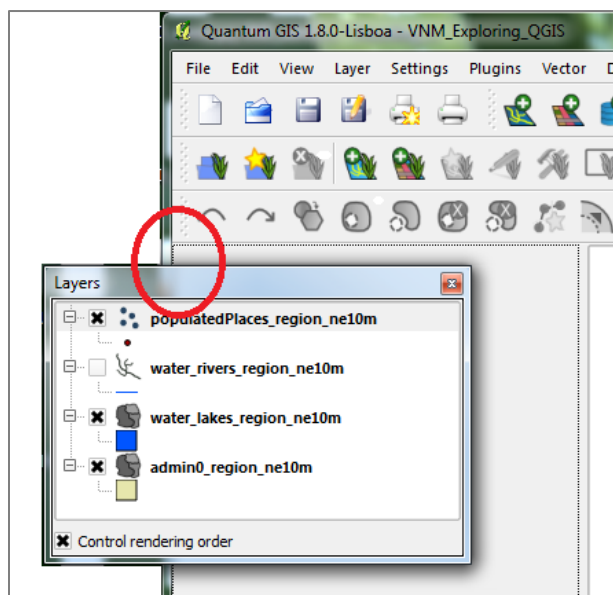 Quantum GIS 1.8.0-Lisboa - VNM_Exploring_QGIS
File Edit View Layer Settings Plugins Vector
Layers
populatedPlaces_region_ne10m
water_rivers_region_ne10m
water_lakes_region_ne10m
admin0_region_ne10m
Control rendering order